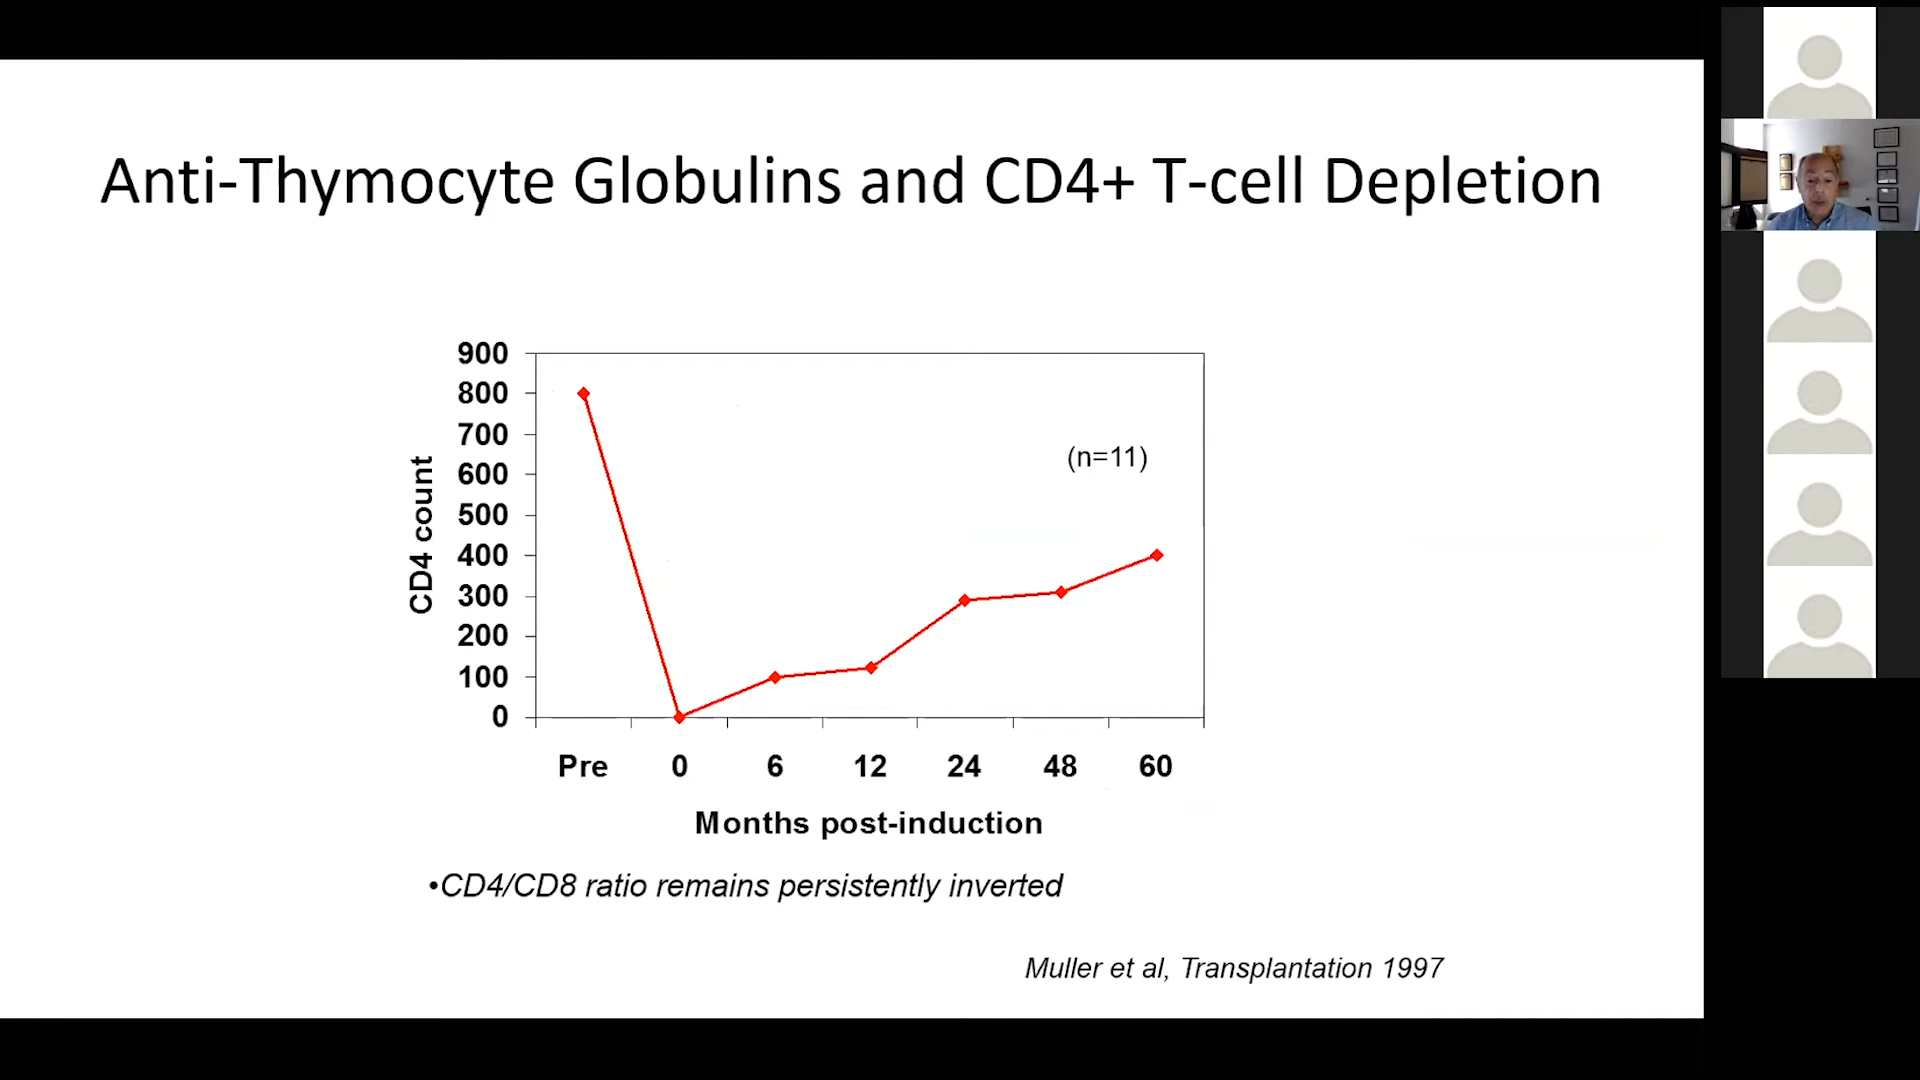 Anti-Thymocyte Globulins and CD4+ T-cell Depletion
900
800
700
600
500
400
300
200
100
0
CD4 count
(n=11)
Pre 0 6 12 24 48 60
Months post-induction
•CD4/CD8 ratio remains persistently inverted
Muller et al, Transplantation 1997